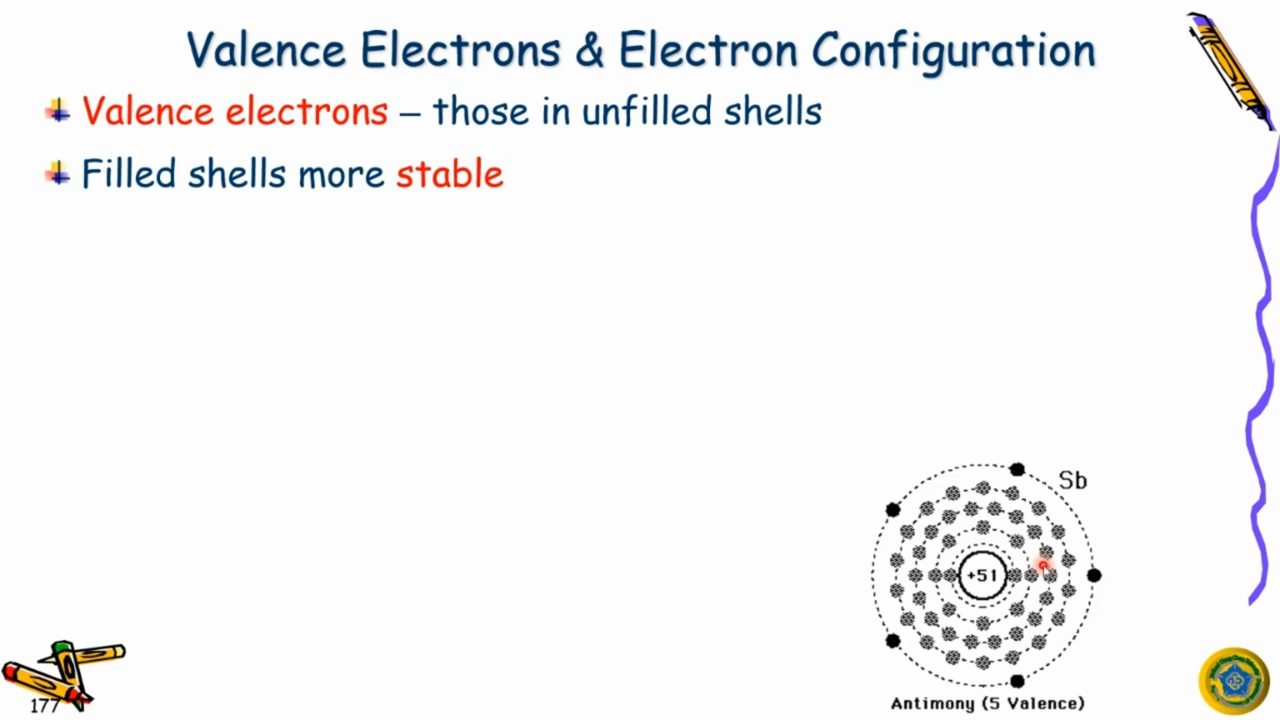 Valence Electrons & Electron Configuration
Valence electrons – those in unfilled shells
Filled shells more stable
Sb
+51
Antimony (5 Valence)
177